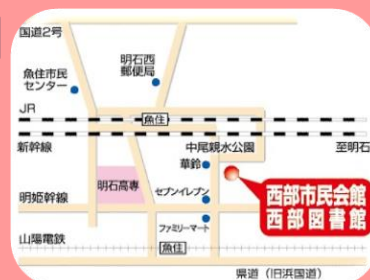 国道2号
明石西
郵便局
魚住市民
センター
JR
魚住
新幹線
中尾親水公園
至明石
華鈴
明石高専
セブンイレブン
西部市民会館
西部図書館
明姫幹線
ファミリーマート
山陽電鉄
魚住
県道(旧浜国道)